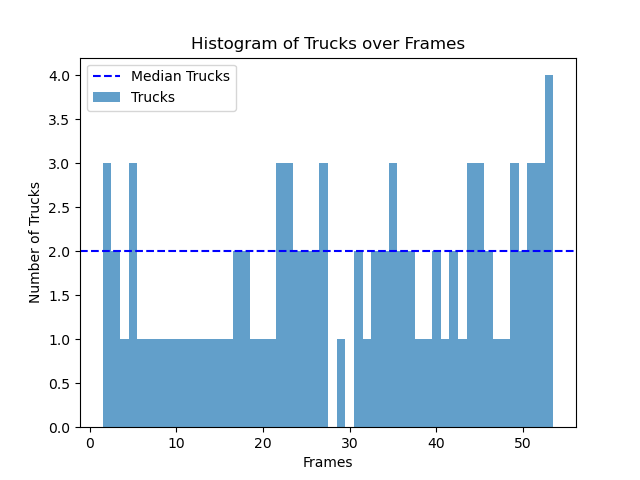 Histogram of Trucks over Frames
Median Trucks
Trucks
4.0
3.5
3.0
2.5
2.0
1.5
1.0
0.5
0.0
Number of Trucks
0 10 20 30 40 50
Frames